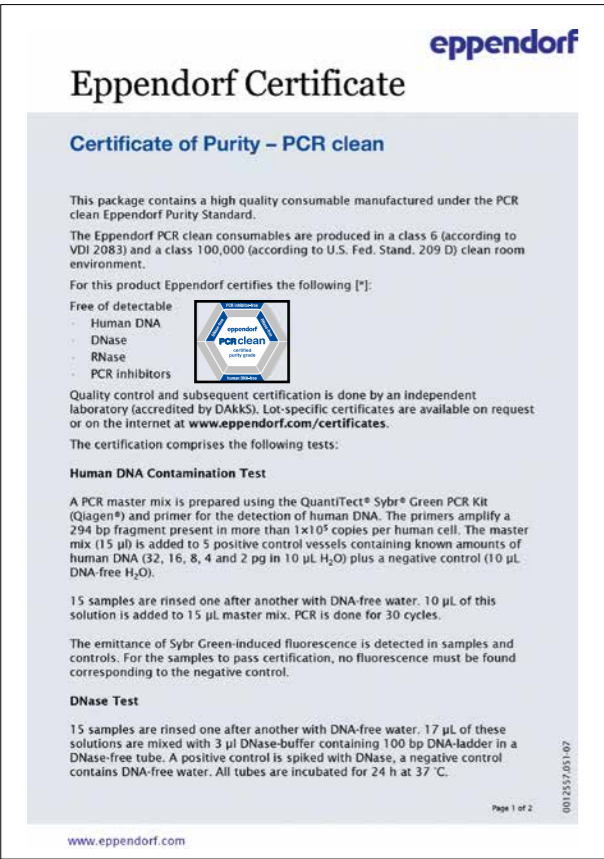 eppendorf
Eppendorf Certificate
Certificate of Purity – PCR clean
This package contains a high quality consumable manufactured under the PCR
clean Eppendorf Purity Standard.
The Eppendorf PCR clean consumables are produced in a class 6 (according to
VDI 2083) and a class 100,000 (according to U.S. Fed. Stand. 209 D) clean room
environment.
For this product Eppendorf certifies the following [*]:
Free of detectable
· Human DNA
· DNase
· RNase
· PCR inhibitors
PCR inhibitor-free
eppendorf
PCR clean
certified
purity grade
human DNA-free
Quality control and subsequent certification is done by an independent
laboratory (accredited by DAkkS). Lot-specific certificates are available on request
or on the internet at www.eppendorf.com/certificates.
The certification comprises the following tests:
Human DNA Contamination Test
A PCR master mix is prepared using the QuantiTect® Sybr® Green PCR Kit
(Qiagen®) and primer for the detection of human DNA. The primers amplify a
294 bp fragment present in more than 1×10⁵ copies per human cell. The master
mix (15 µl) is added to 5 positive control vessels containing known amounts of
human DNA (32, 16, 8, 4 and 2 pg in 10 µL H₂O) plus a negative control (10 µL
DNA-free H₂O).
15 samples are rinsed one after another with DNA-free water. 10 µL of this
solution is added to 15 µL master mix. PCR is done for 30 cycles.
The emittance of Sybr Green-induced fluorescence is detected in samples and
controls. For the samples to pass certification, no fluorescence must be found
corresponding to the negative control.
DNase Test
15 samples are rinsed one after another with DNA-free water. 17 µL of these
solutions are mixed with 3 µl DNase-buffer containing 100 bp DNA-ladder in a
DNase-free tube. A positive control is spiked with DNase, a negative control
contains DNA-free water. All tubes are incubated for 24 h at 37 °C.
Page 1 of 2
0012557.051-07
www.eppendorf.com